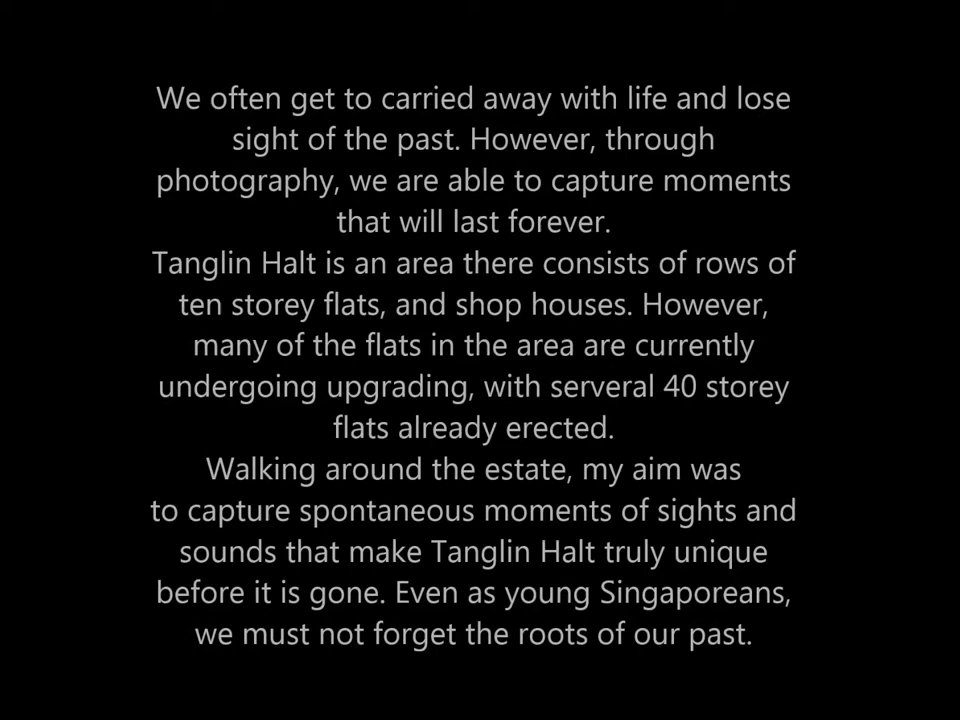 We often get to carried away with life and lose
sight of the past. However, through
photography, we are able to capture moments
that will last forever.
Tanglin Halt is an area there consists of rows of
ten storey flats, and shop houses. However,
many of the flats in the area are currently
undergoing upgrading, with serveral 40 storey
flats already erected.
Walking around the estate, my aim was
to capture spontaneous moments of sights and
sounds that make Tanglin Halt truly unique
before it is gone. Even as young Singaporeans,
we must not forget the roots of our past.